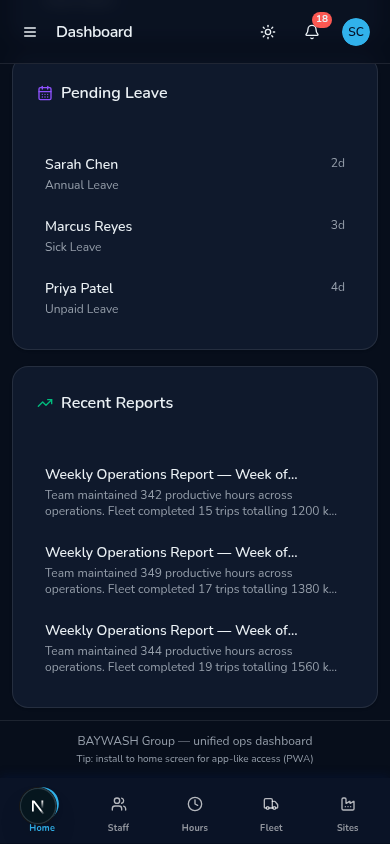 Dashboard
18
SC
Pending Leave
Sarah Chen
2d
Annual Leave
Marcus Reyes
3d
Sick Leave
Priya Patel
4d
Unpaid Leave
Recent Reports
Weekly Operations Report — Week of...
Team maintained 342 productive hours across
operations. Fleet completed 15 trips totalling 1200 k...
Weekly Operations Report — Week of...
Team maintained 349 productive hours across
operations. Fleet completed 17 trips totalling 1380 k...
Weekly Operations Report — Week of...
Team maintained 344 productive hours across
operations. Fleet completed 19 trips totalling 1560 k...
BAYWASH Group — unified ops dashboard
Tip: install to home screen for app-like access (PWA)
N
Home
Staff
Hours
Fleet
Sites